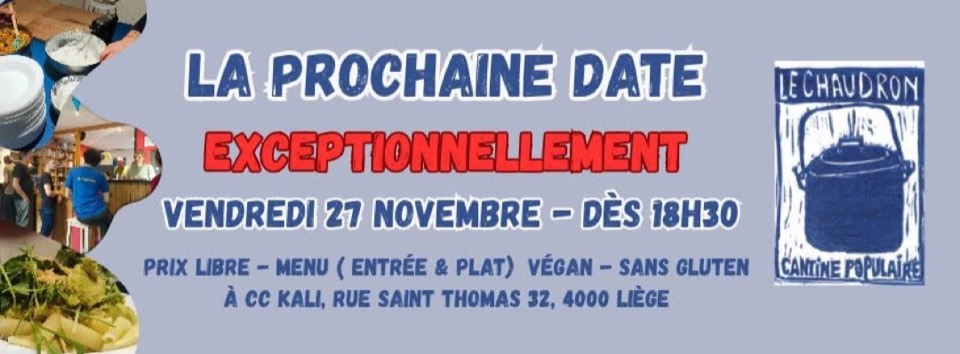 LA PROCHAINE DATE
EXCEPTIONNELLEMENT
VENDREDI 27 NOVEMBRE – DÈS 18H30
PRIX LIBRE – MENU ( ENTRÉE & PLAT) VÉGAN – SANS GLUTEN
À CC KALI, RUE SAINT THOMAS 32, 4000 LIÈGE
LE CHAUDRON
CANTINE POPULAIRE